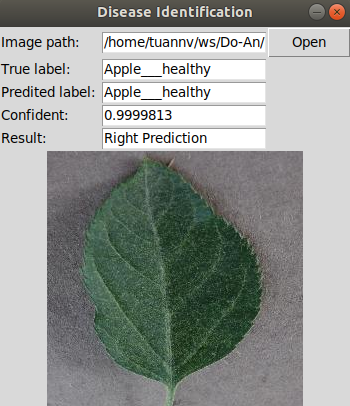 Disease Identification
Image path: /home/tuannv/ws/Do-An/ Open
True label: Apple___healthy
Predited label: Apple___healthy
Confident: 0.9999813
Result: Right Prediction